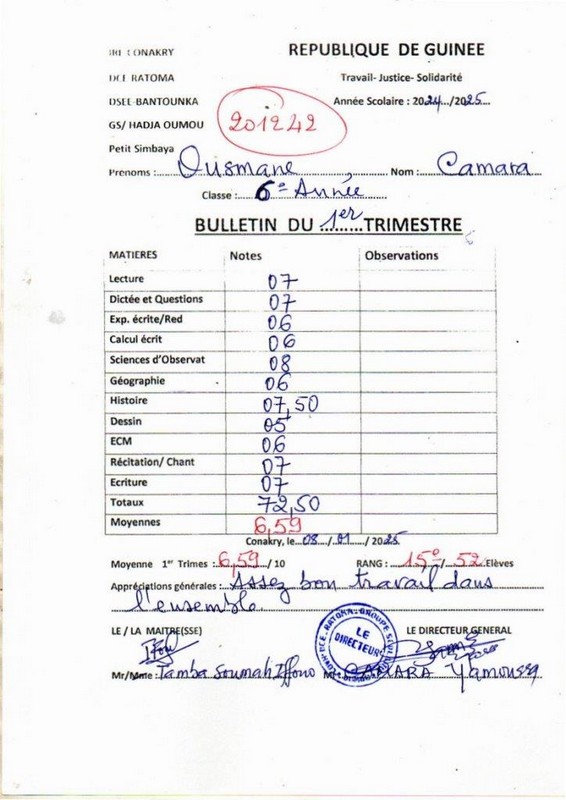 IRE CONAKRY
REPUBLIQUE DE GUINEE
DCE RATOMA
Travail- Justice- Solidarité
DSEE-BANTOUNKA
Année Scolaire : 2024.../2025...
GS/ HADJA OUMOU
201242
Petit Simbaya
Prenoms :...Ousmane... Nom : Camara
Classe : 6e Année
BULLETIN DU 1er TRIMESTRE
MATIERES Notes Observations
Lecture 07
Dictée et Questions 07
Exp. écrite/Red 06
Calcul écrit 06
Sciences d'Observat 08
Géographie 06
Histoire 07,50
Dessin 05
ECM 06
Récitation/ Chant 07
Ecriture 07
Totaux 72,50
Moyennes 6,59
Conakry, le...08.../...01.../ 2025
Moyenne 1er Trimes : 6,59 / 10 RANG : 15e / 52 Elèves
Appréciations générales : Assez bon travail dans
l'ensemble
LE / LA MAITRE(SSE) LE DIRECTEUR GENERAL
LE
DIRECTEUR
Mr/Mme : Tamba Soumah Iffono CAMARA Yamoussa